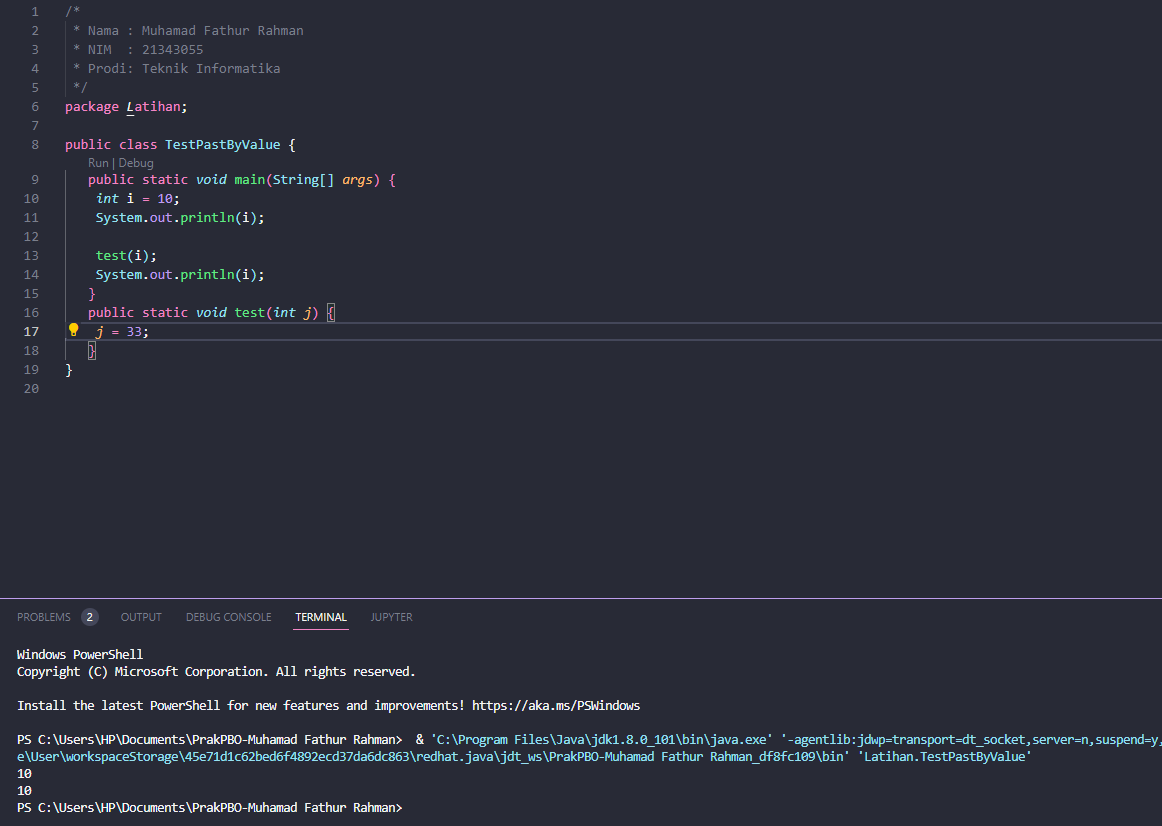 1 /*
2 * Nama : Muhamad Fathur Rahman
3 * NIM  : 21343055
4 * Prodi: Teknik Informatika
5 */
6 package Latihan;
7
8 public class TestPastByValue {
Run | Debug
9 public static void main(String[] args) {
10 int i = 10;
11 System.out.println(i);
12
13 test(i);
14 System.out.println(i);
15 }
16 public static void test(int j) {
17 j = 33;
18 }
19 }
20
PROBLEMS 2 OUTPUT DEBUG CONSOLE TERMINAL JUPYTER
Windows PowerShell
Copyright (C) Microsoft Corporation. All rights reserved.
Install the latest PowerShell for new features and improvements! https://aka.ms/PSWindows
PS C:\Users\HP\Documents\PrakPBO-Muhamad Fathur Rahman>  & 'C:\Program Files\Java\jdk1.8.0_101\bin\java.exe' '-agentlib:jdwp=transport=dt_socket,server=n,suspend=y,
e\User\workspaceStorage\45e71d1c62bed6f4892ecd37da6dc863\redhat.java\jdt_ws\PrakPBO-Muhamad Fathur Rahman_df8fc109\bin' 'Latihan.TestPastByValue'
10
10
PS C:\Users\HP\Documents\PrakPBO-Muhamad Fathur Rahman>